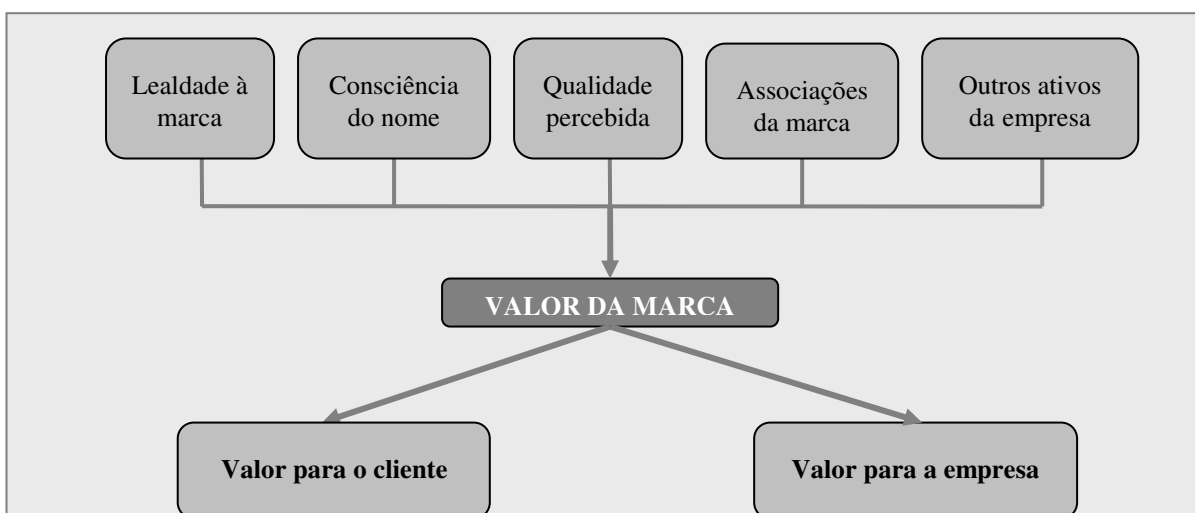 Lealdade à
marca
Consciência
do nome
Qualidade
percebida
Associações
da marca
Outros ativos
da empresa
VALOR DA MARCA
Valor para o cliente
Valor para a empresa